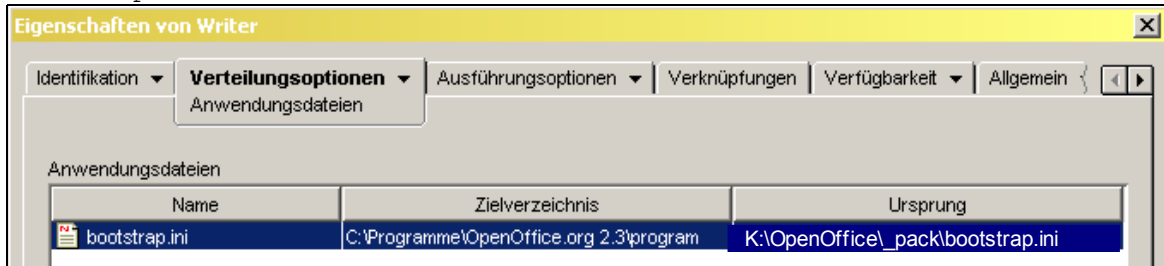 Eigenschaften von Writer
Identifikation Verteilungsoptionen Ausführungsoptionen Verknüpfungen Verfügbarkeit Allgemein
Anwendungsdateien
Anwendungsdateien
Name Zielverzeichnis Ursprung
bootstrap.ini C:\Programme\OpenOffice.org 2.3\program K:\OpenOffice\_pack\bootstrap.ini